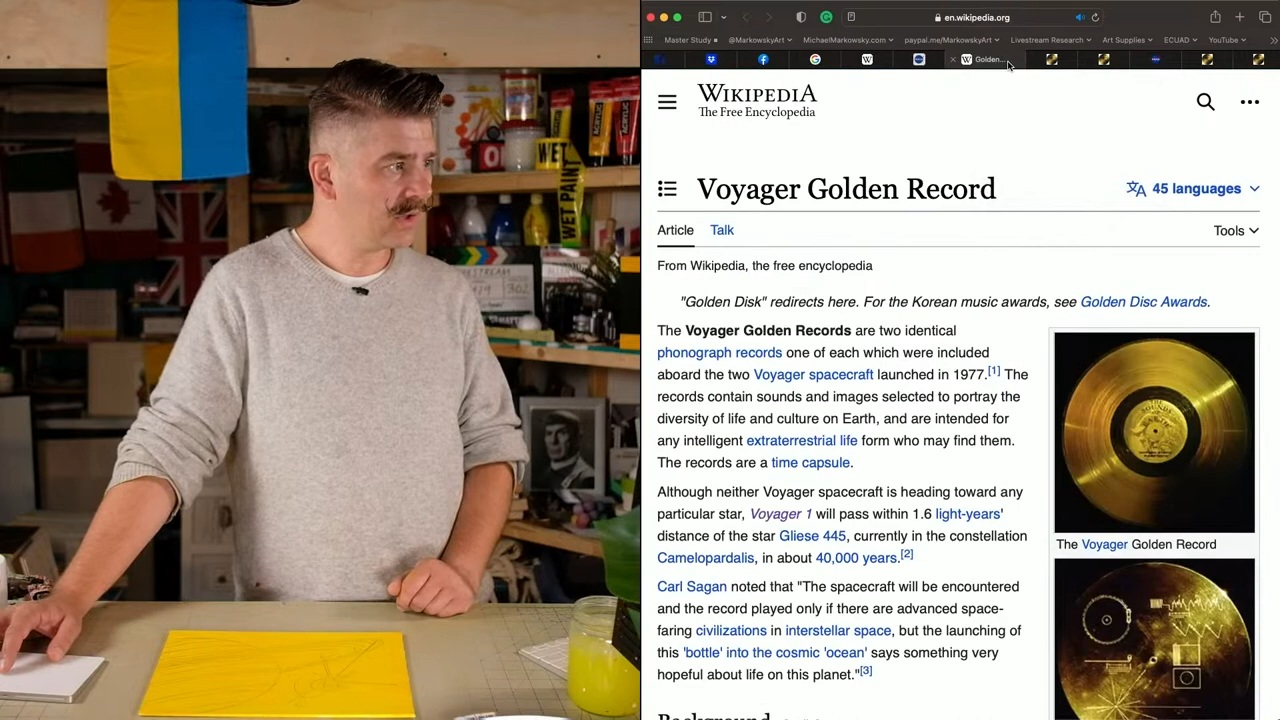 WET
WET PAINT
ACRYLIC
ACRYLIC
en.wikipedia.org
Master Study
@MarkowskyArt
MichaelMarkowsky.com
paypal.me/MarkowskyArt
Livestream Research
Art Supplies
ECUAD
YouTube
Golden...
WIKIPEDIA
The Free Encyclopedia
Voyager Golden Record
45 languages
Article
Talk
Tools
From Wikipedia, the free encyclopedia
"Golden Disk" redirects here. For the Korean music awards, see Golden Disc Awards.
The Voyager Golden Records are two identical
phonograph records one of each which were included
aboard the two Voyager spacecraft launched in 1977.[1] The
records contain sounds and images selected to portray the
diversity of life and culture on Earth, and are intended for
any intelligent extraterrestrial life form who may find them.
The records are a time capsule.
Although neither Voyager spacecraft is heading toward any
particular star, Voyager 1 will pass within 1.6 light-years'
distance of the star Gliese 445, currently in the constellation
Camelopardalis, in about 40,000 years.[2]
Carl Sagan noted that "The spacecraft will be encountered
and the record played only if there are advanced space-
faring civilizations in interstellar space, but the launching of
this 'bottle' into the cosmic 'ocean' says something very
hopeful about life on this planet."[3]
The Voyager Golden Record